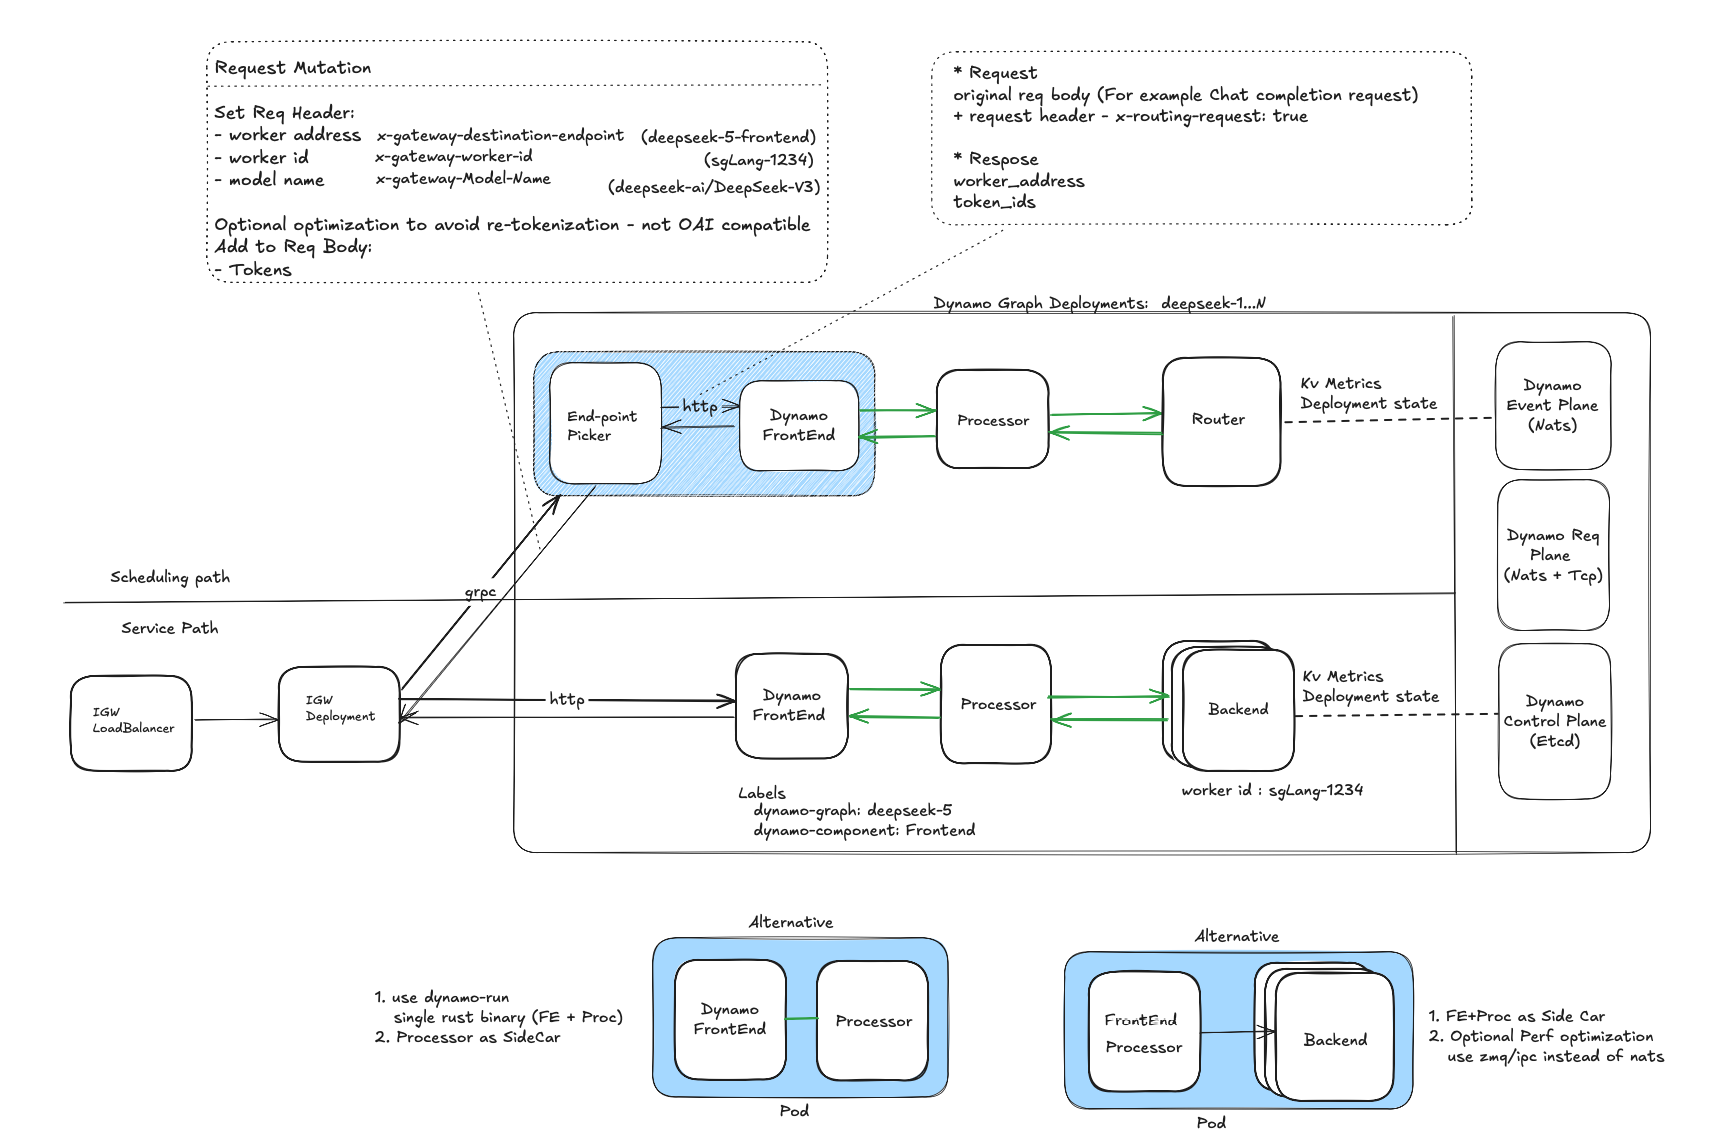 Request Mutation
Set Req Header:
- worker address x-gateway-destination-endpoint (deepseek-5-frontend)
- worker id x-gateway-worker-id (sgLang-1234)
- model name x-gateway-Model-Name (deepseek-ai/DeepSeek-V3)
Optional optimization to avoid re-tokenization - not OAI compatible
Add to Req Body:
- Tokens
* Request
original req body (For example Chat completion request)
+ request header - x-routing-request: true
* Respose
worker_address
token_ids
Dynamo Graph Deployments: deepseek-1...N
End-point
Picker
http
Dynamo
FrontEnd
Processor
Router
Kv Metrics
Deployment state
Dynamo
Event Plane
(Nats)
Dynamo Req
Plane
(Nats + Tcp)
Dynamo
Control Plane
(Etcd)
Scheduling path
grpc
Service Path
IGW
LoadBalancer
IGW
Deployment
http
Dynamo
FrontEnd
Processor
Backend
Kv Metrics
Deployment state
Labels
dynamo-graph: deepseek-5
dynamo-component: Frontend
worker id : sgLang-1234
Alternative
1. use dynamo-run
single rust binary (FE + Proc)
2. Processor as SideCar
Dynamo
FrontEnd
Processor
Pod
Alternative
FrontEnd
Processor
Backend
1. FE+Proc as Side Car
2. Optional Perf optimization
use zmq/ipc instead of nats
Pod